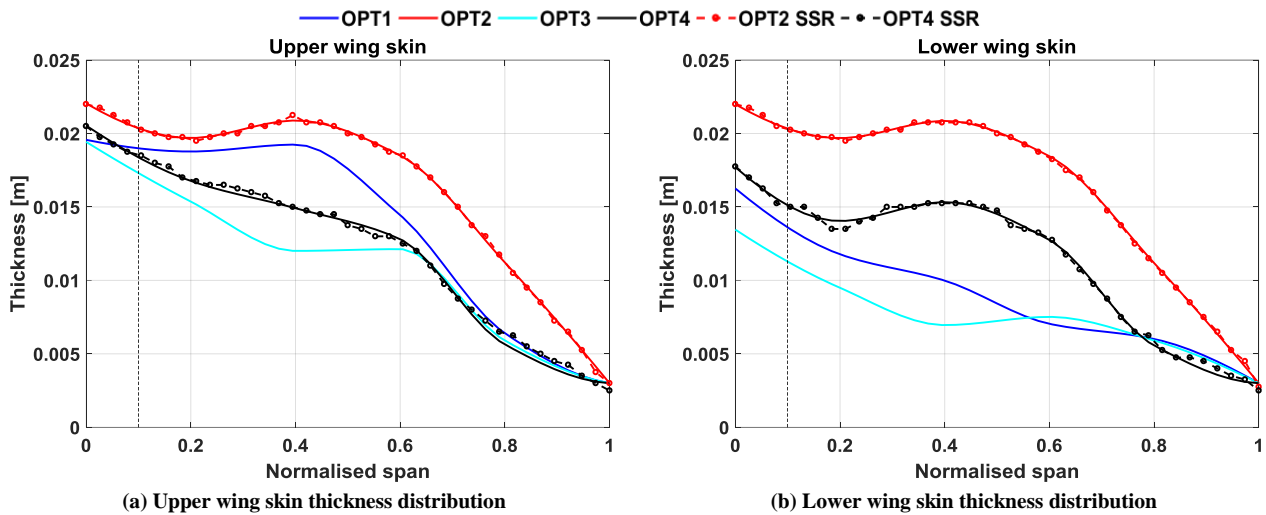 OPT1 OPT2 OPT3 OPT4 OPT2 SSR OPT4 SSR
Upper wing skin
0.025
0.02
0.015
0.01
0.005
0
Thickness [m]
0 0.2 0.4 0.6 0.8 1
Normalised span
(a) Upper wing skin thickness distribution
Lower wing skin
0.025
0.02
0.015
0.01
0.005
0
Thickness [m]
0 0.2 0.4 0.6 0.8 1
Normalised span
(b) Lower wing skin thickness distribution